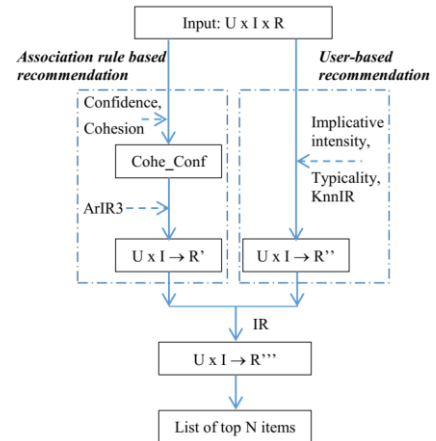 Input: U x I x R
Association rule based
recommendation
User-based
recommendation
Confidence,
Cohesion
Cohe_Conf
ArIR3
U x I → R'
Implicative
intensity,
Typicality,
KnnIR
U x I → R''
IR
U x I → R'''
List of top N items